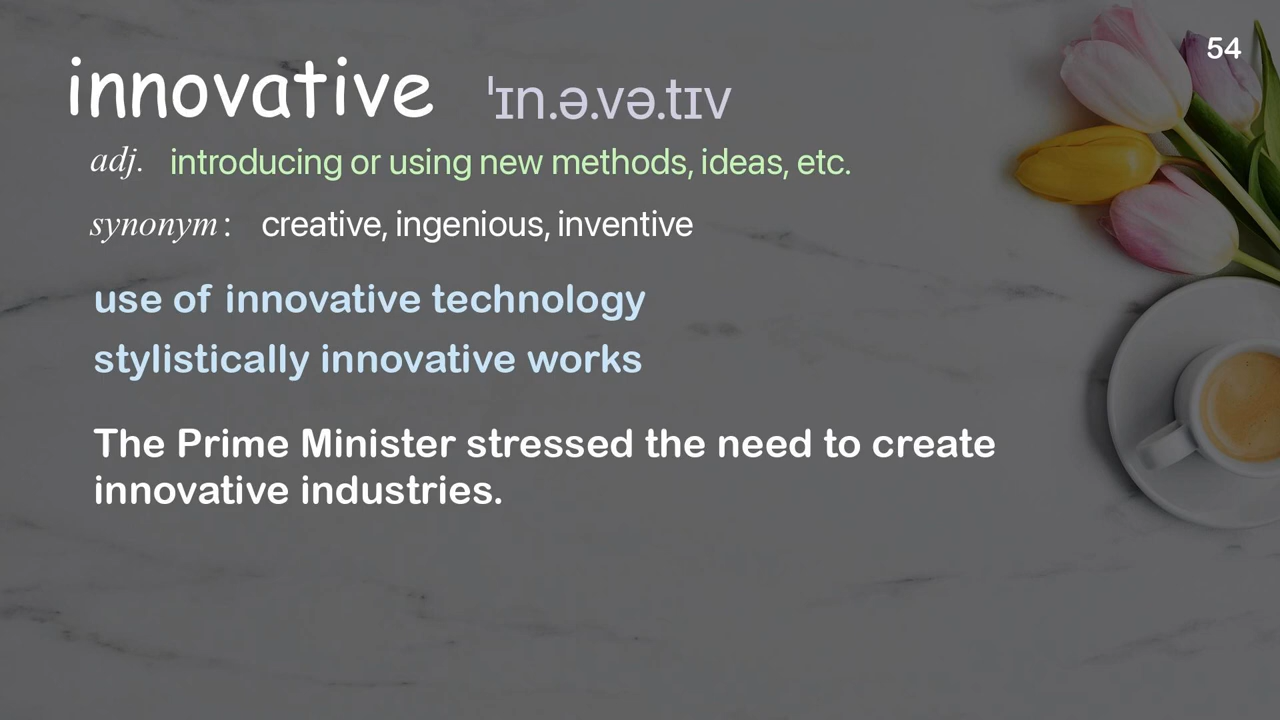 54
innovative ˈɪn.ə.və.tɪv
adj. introducing or using new methods, ideas, etc.
synonym: creative, ingenious, inventive
use of innovative technology
stylistically innovative works
The Prime Minister stressed the need to create
innovative industries.